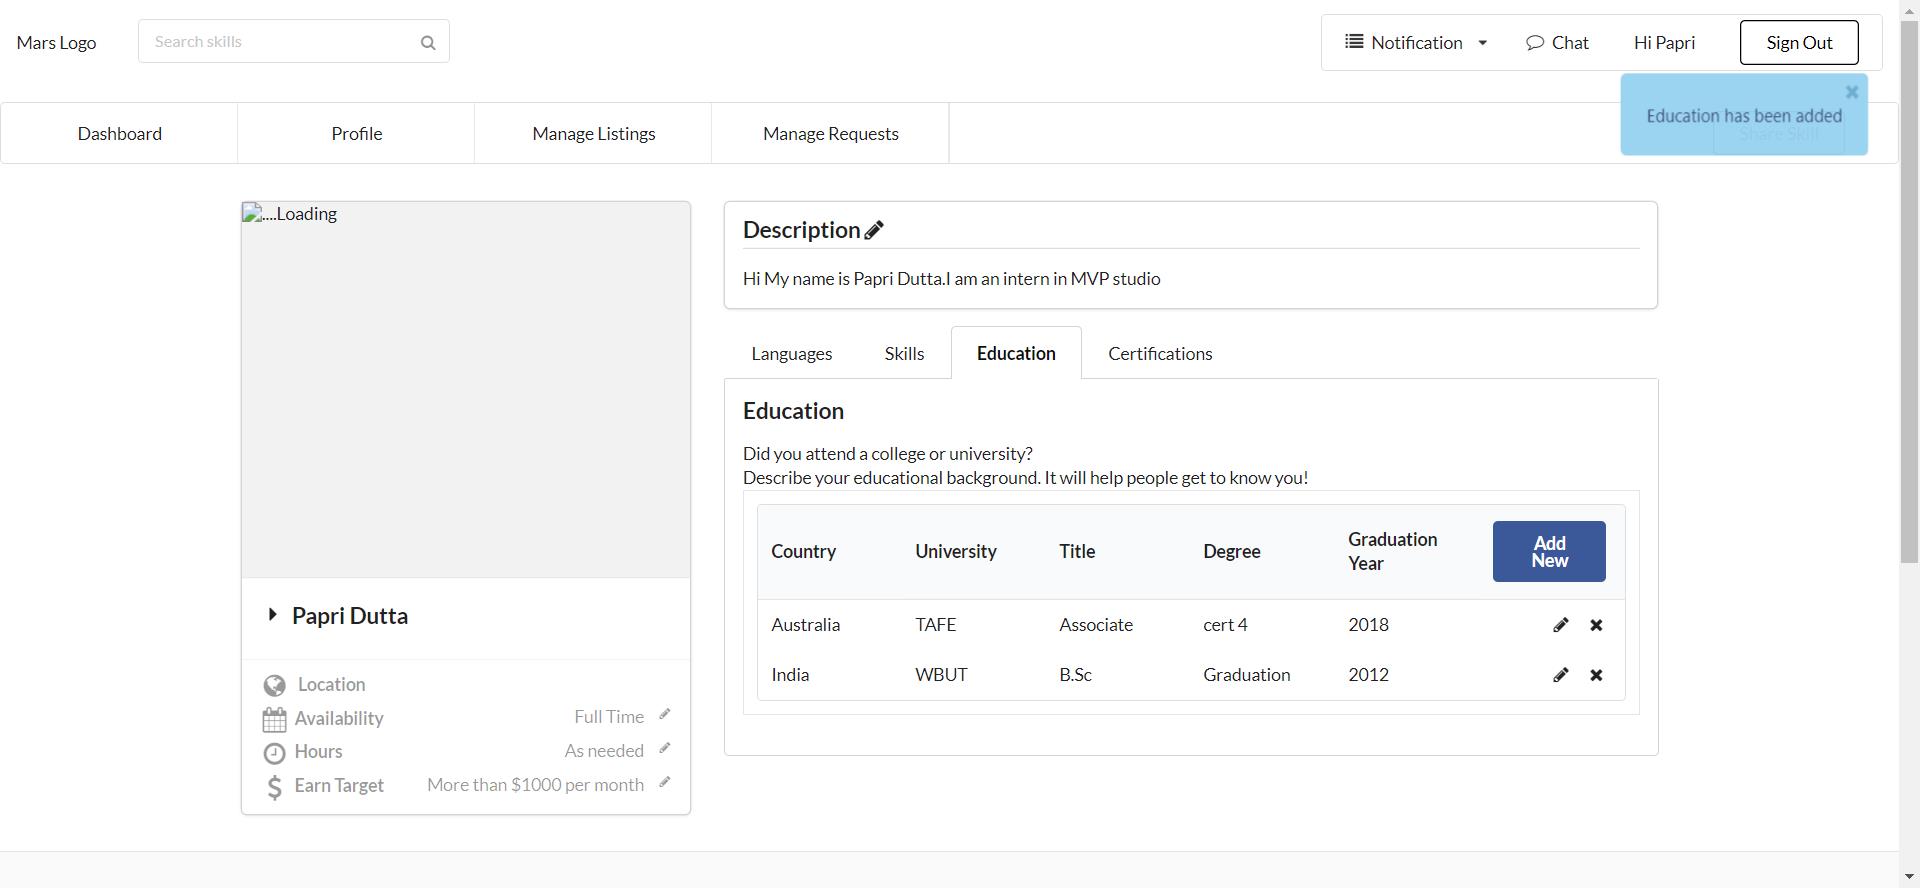 Mars Logo
Search skills
Notification
Chat
Hi Papri
Sign Out
Education has been added
Share Skill
Dashboard
Profile
Manage Listings
Manage Requests
....Loading
Papri Dutta
Location
Availability
Full Time
Hours
As needed
Earn Target
More than $1000 per month
Description
Hi My name is Papri Dutta.I am an intern in MVP studio
Languages
Skills
Education
Certifications
Education
Did you attend a college or university?
Describe your educational background. It will help people get to know you!
Country
University
Title
Degree
Graduation
Year
Add
New
Australia
TAFE
Associate
cert 4
2018
India
WBUT
B.Sc
Graduation
2012